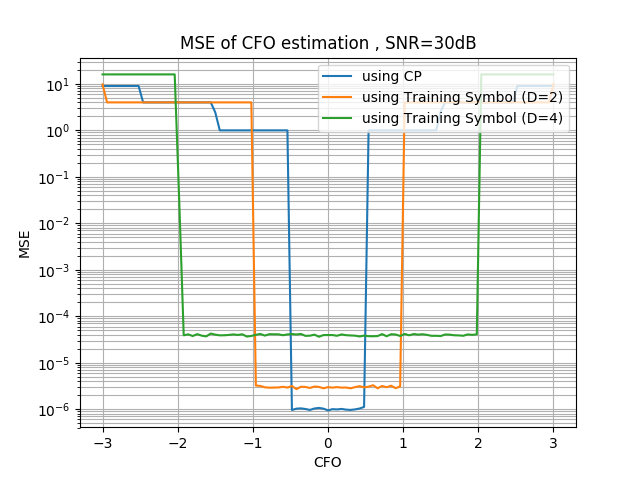 MSE of CFO estimation , SNR=30dB
using CP
using Training Symbol (D=2)
using Training Symbol (D=4)
MSE
10¹
10⁰
10⁻¹
10⁻²
10⁻³
10⁻⁴
10⁻⁵
10⁻⁶
−3 −2 −1 0 1 2 3
CFO